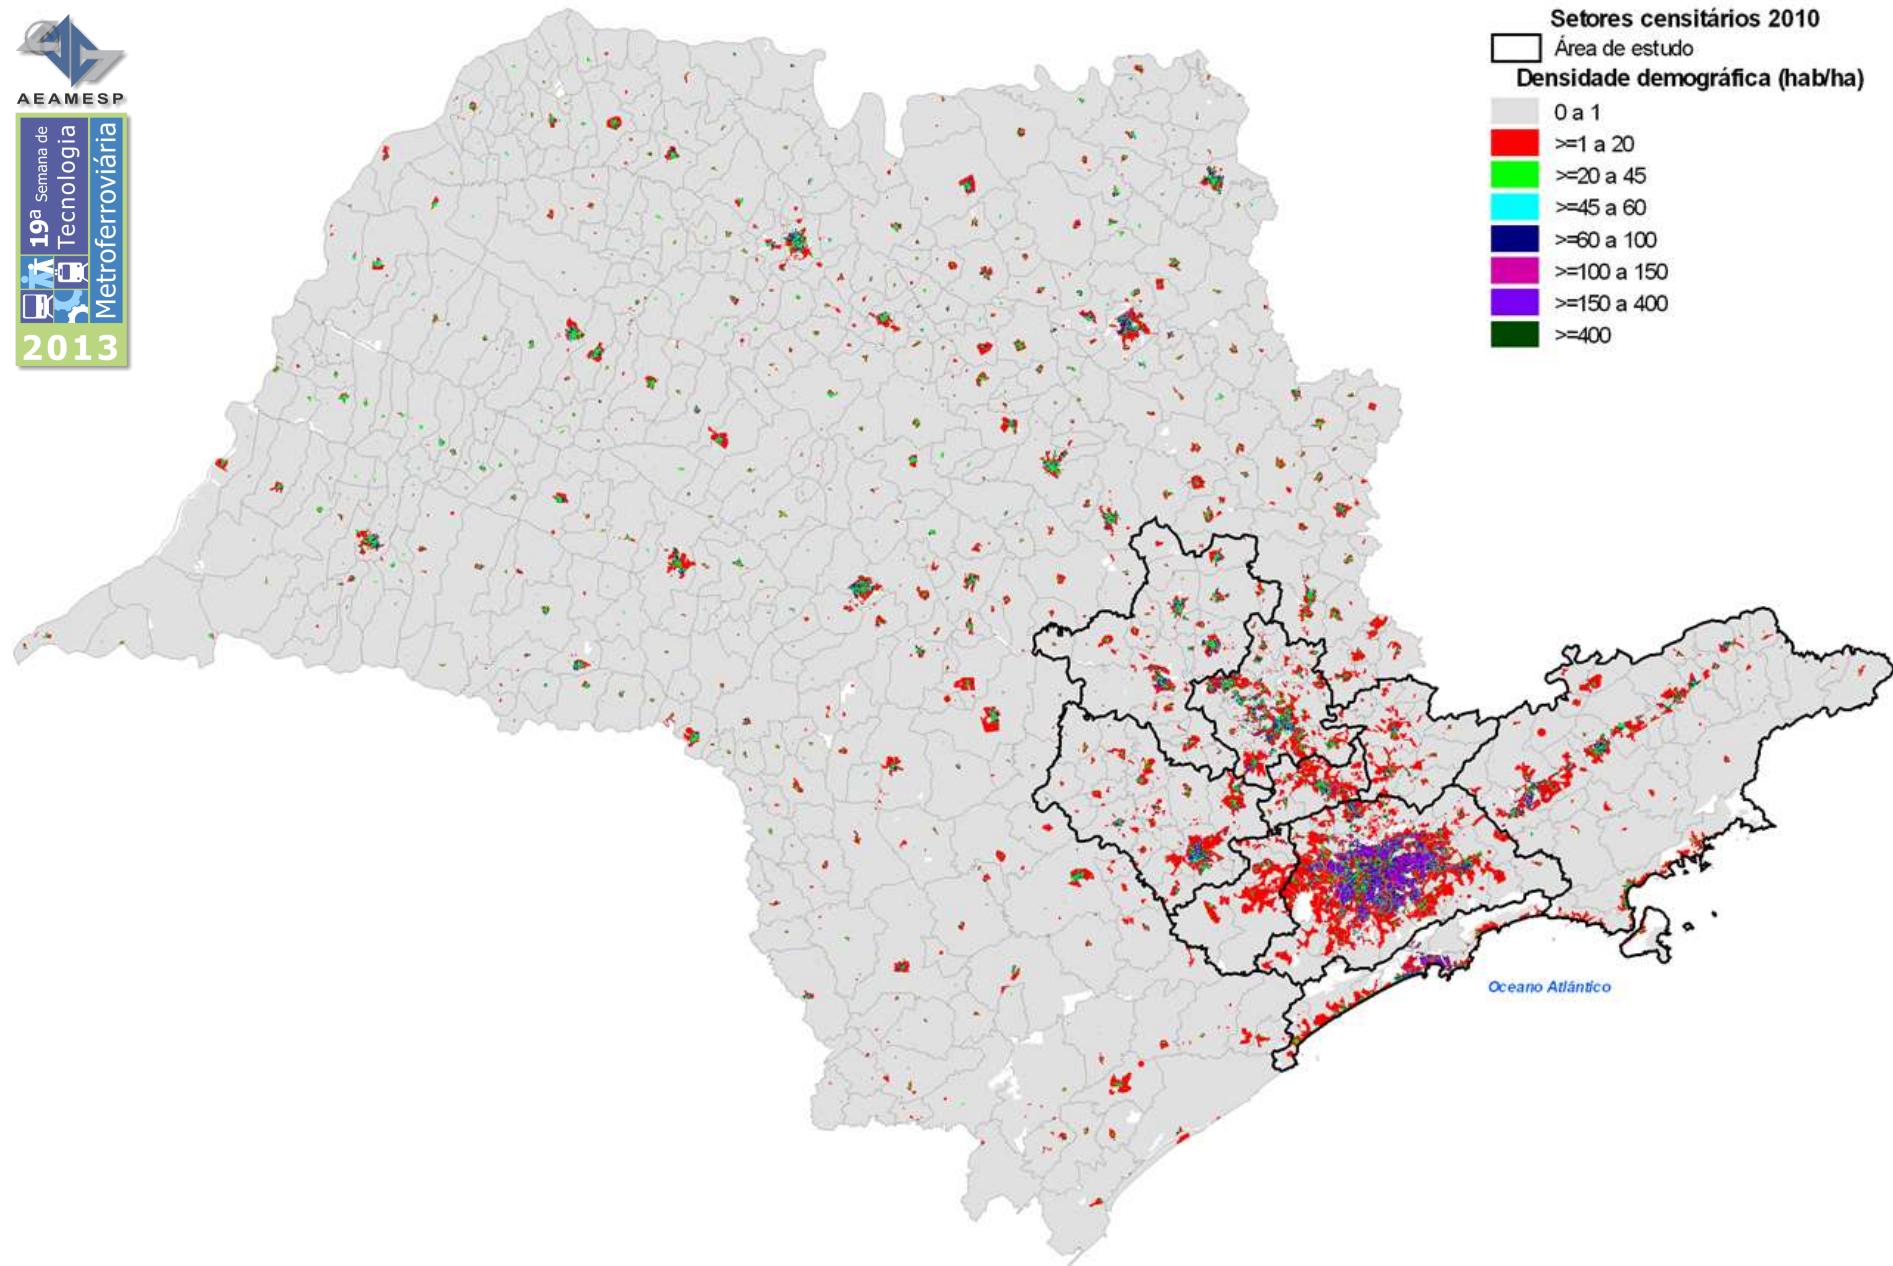 AEAMESP
19ª Semana de
Tecnologia
Metroferroviária
2013
Setores censitários 2010
Área de estudo
Densidade demográfica (hab/ha)
0 a 1
>=1 a 20
>=20 a 45
>=45 a 60
>=60 a 100
>=100 a 150
>=150 a 400
>=400
Oceano Atlántico